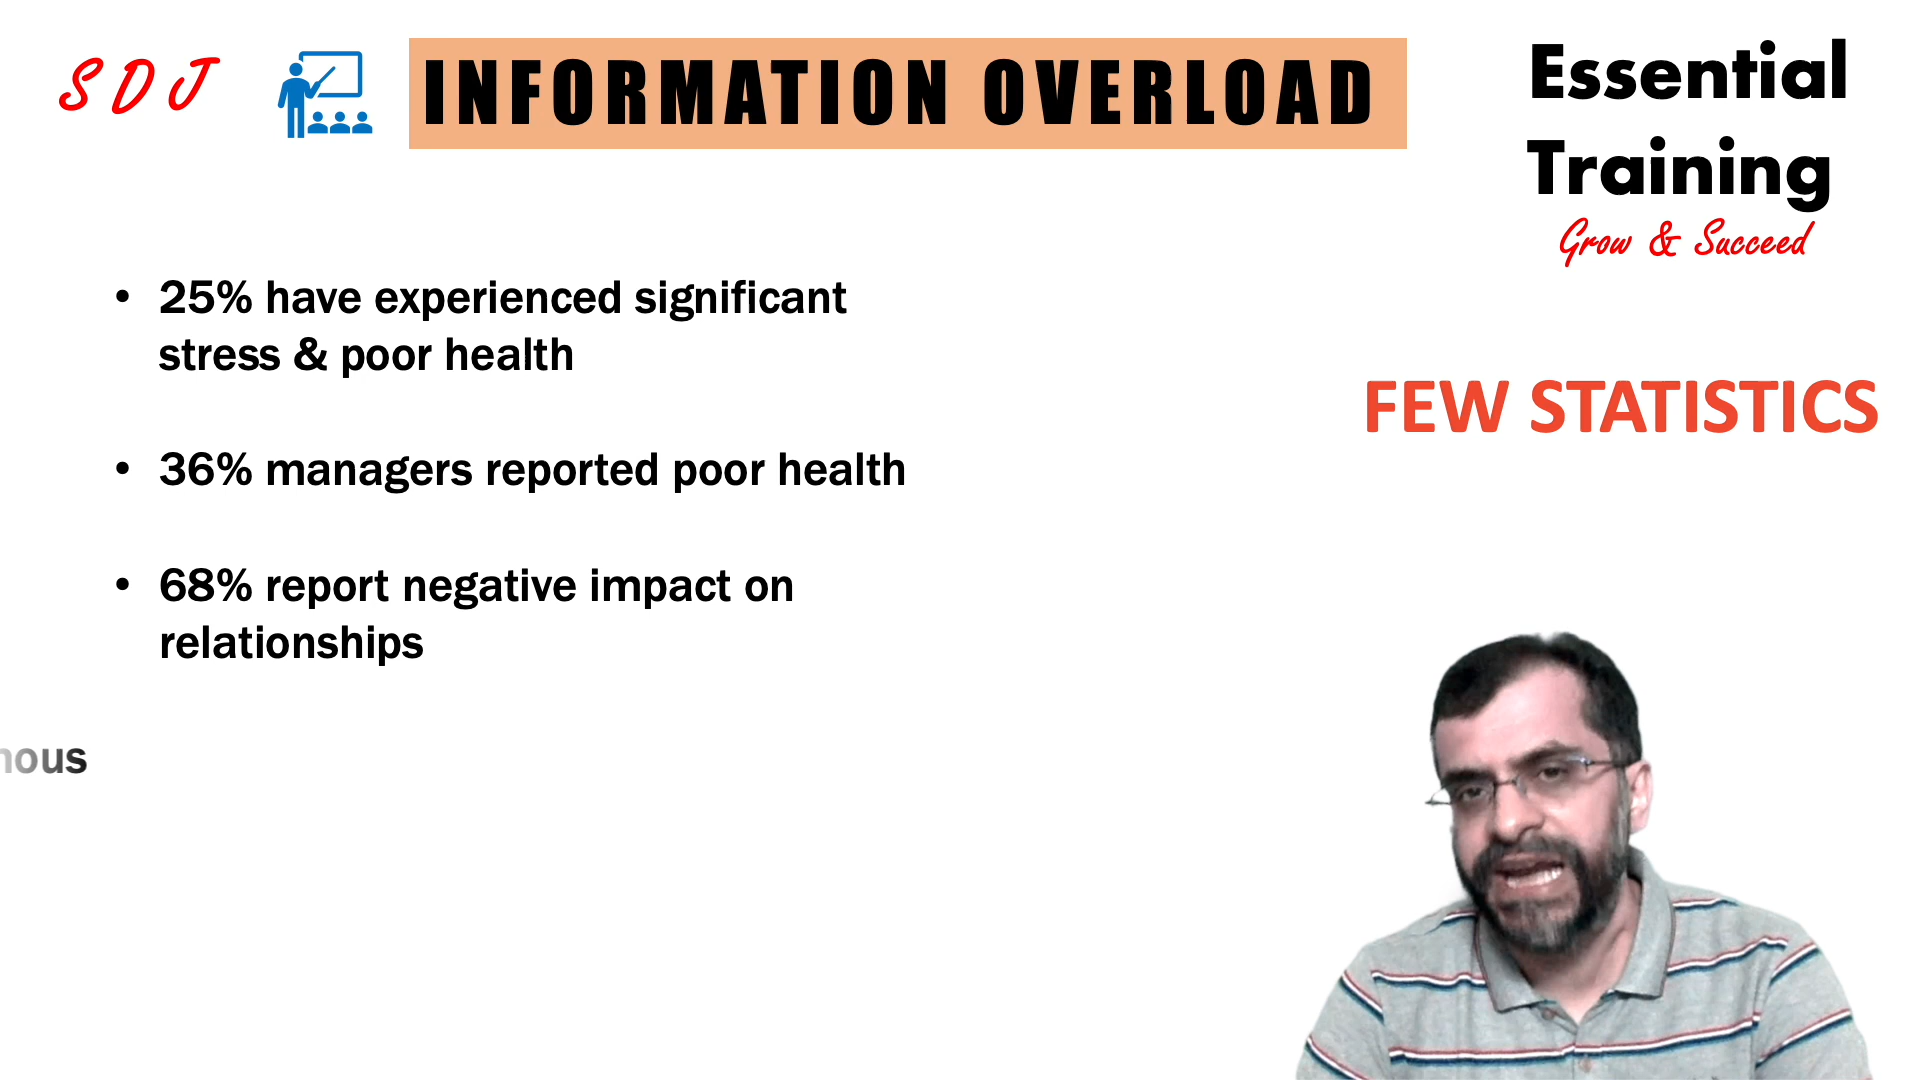 SDJ
INFORMATION OVERLOAD
Essential
Training
Grow & Succeed
• 25% have experienced significant
stress & poor health
FEW STATISTICS
• 36% managers reported poor health
• 68% report negative impact on
relationships